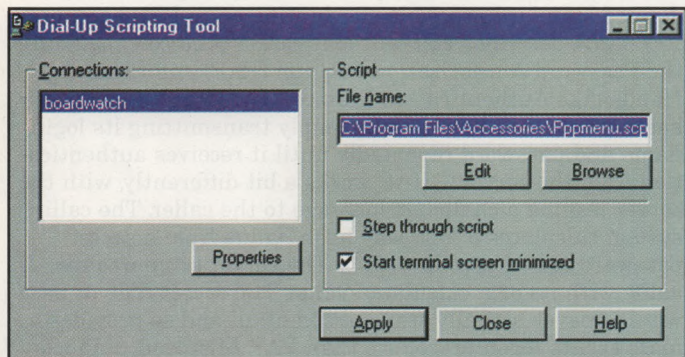 Dial-Up Scripting Tool
Connections:
boardwatch
Properties
Script
File name:
C:\Program Files\Accessories\Pppmenu.scp
Edit
Browse
Step through script
Start terminal screen minimized
Apply
Close
Help